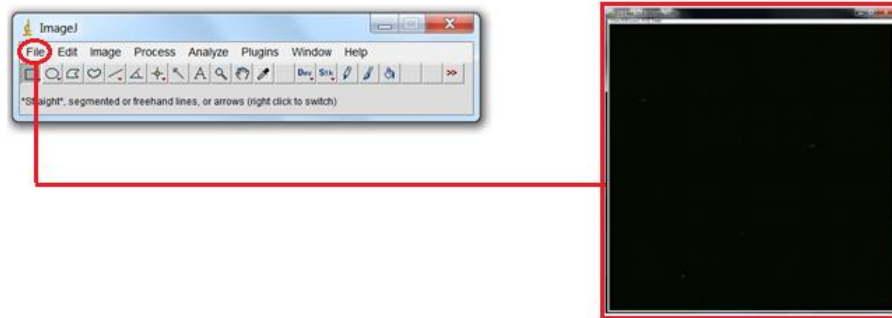 ImageJ
File Edit Image Process Analyze Plugins Window Help
A Dev Stk >>
*Straight*, segmented or freehand lines, or arrows (right click to switch)